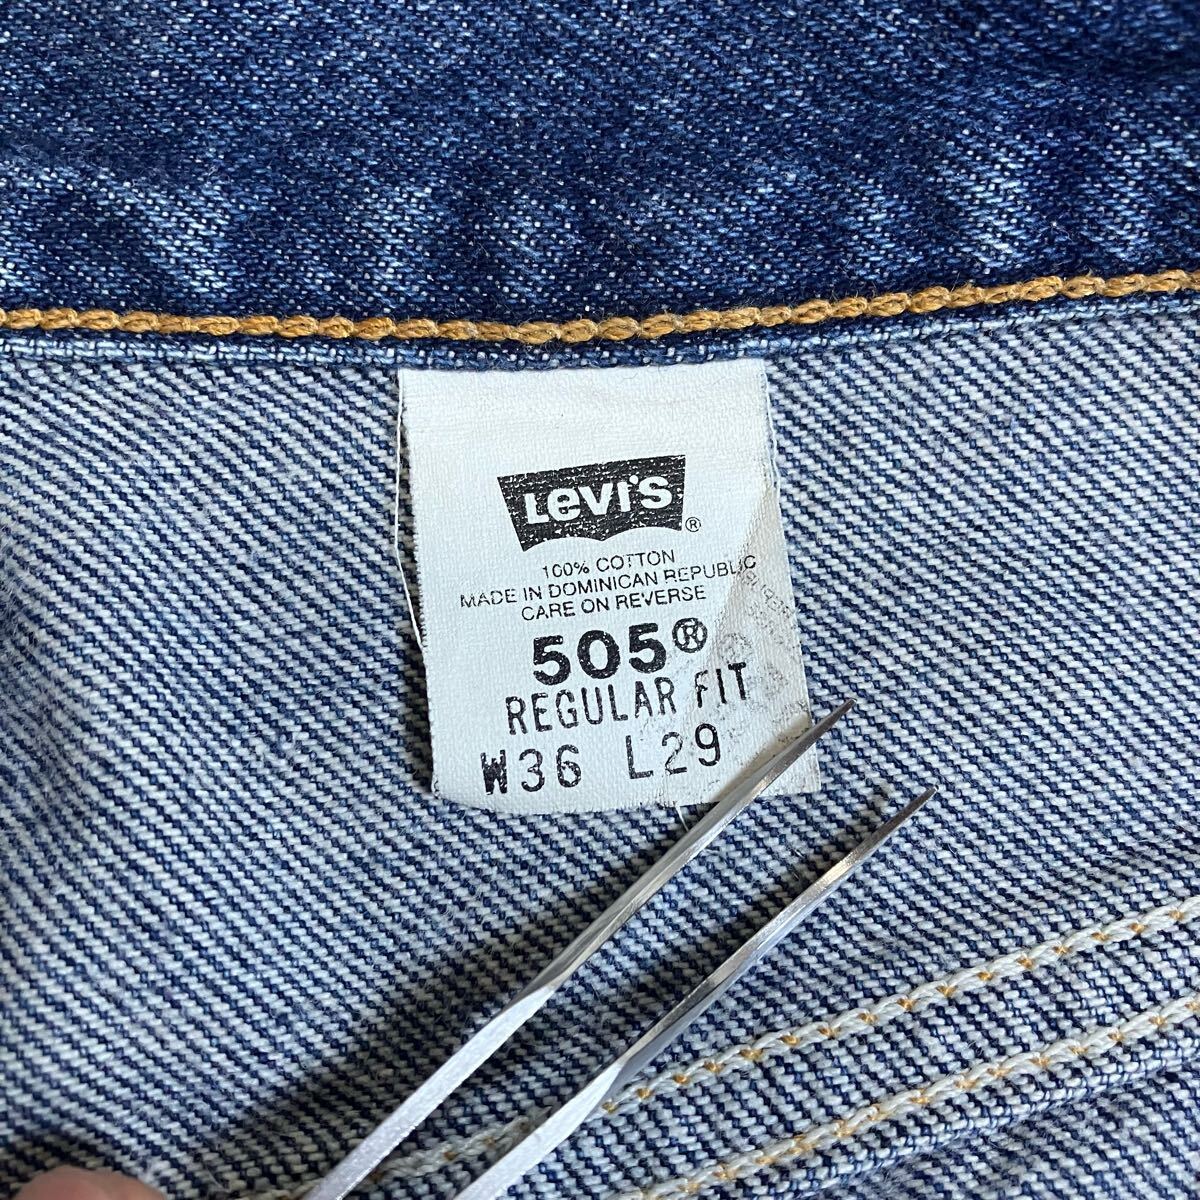 Levi's ®
100% COTTON
MADE IN DOMINICAN REPUBLIC
CARE ON REVERSE
505®
REGULAR FIT
W36 L29